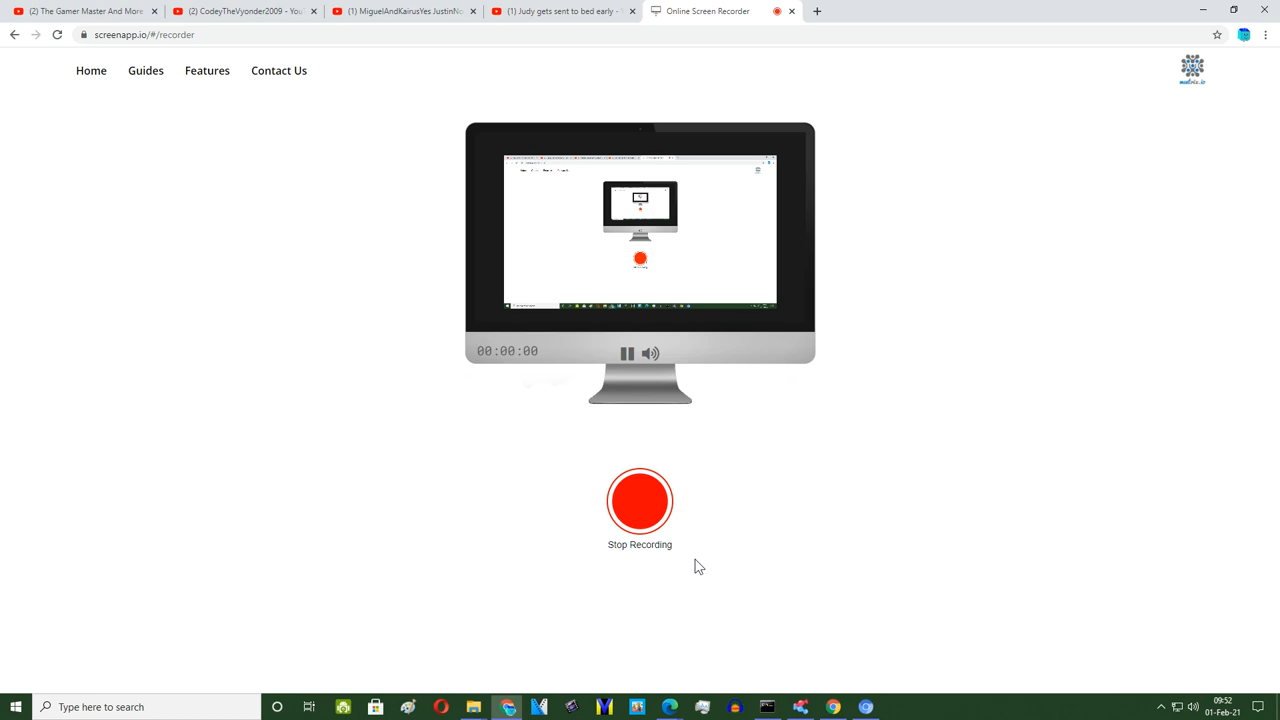 (2) The Gamer Master And More
(2) CodeyTheVyonder2009 - You
(1) MiguelAndKairusYes JustinNo
(1) Judy gets sent to bed early -
Online Screen Recorder
screenapp.io/#/recorder
Home
Guides
Features
Contact Us
00:00:00
Stop Recording
Type here to search
09:52
01-Feb-21